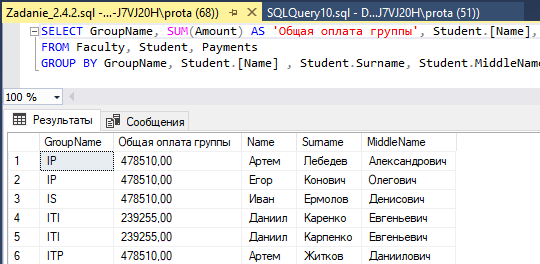 Zadanie_2.4.2.sql -...-J7VJ20H\prota (68)) SQLQuery10.sql - D...J7VJ20H\prota (51))
SELECT GroupName, SUM(Amount) AS 'Общая оплата группы', Student.[Name],
FROM Faculty, Student, Payments
GROUP BY GroupName, Student.[Name] , Student.Surname, Student.MiddleName
100 %
Результаты Сообщения
GroupName Общая оплата группы Name Surname MiddleName
1 IP 478510,00 Артем Лебедев Александрович
2 IP 478510,00 Егор Конович Олегович
3 IS 478510,00 Иван Ермолов Денисович
4 ITI 239255,00 Даниил Каренко Евгеньевич
5 ITI 239255,00 Даниил Карпенко Евгеньевич
6 ITP 478510,00 Артем Житков Даниилович